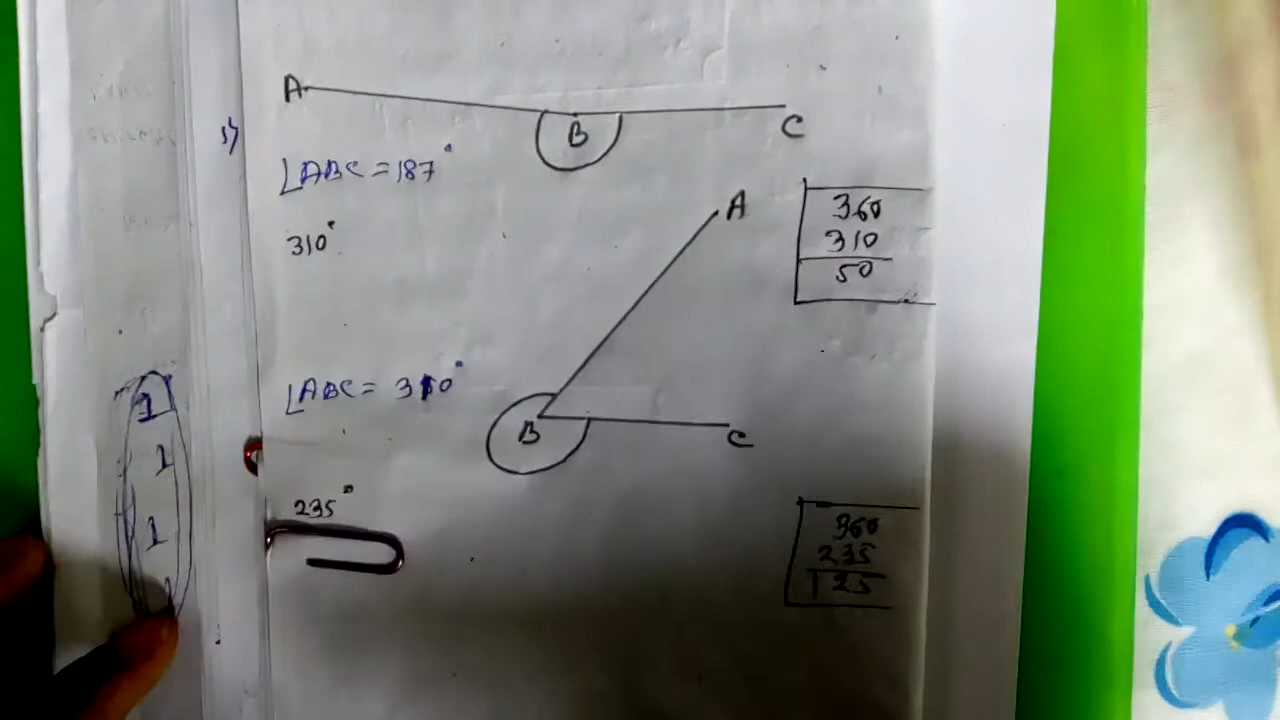 A
B
C
1)
∠ABC = 187°
310°
A
360
310
50
∠ABC = 310°
B
C
235°
360
235
125
1
1
1